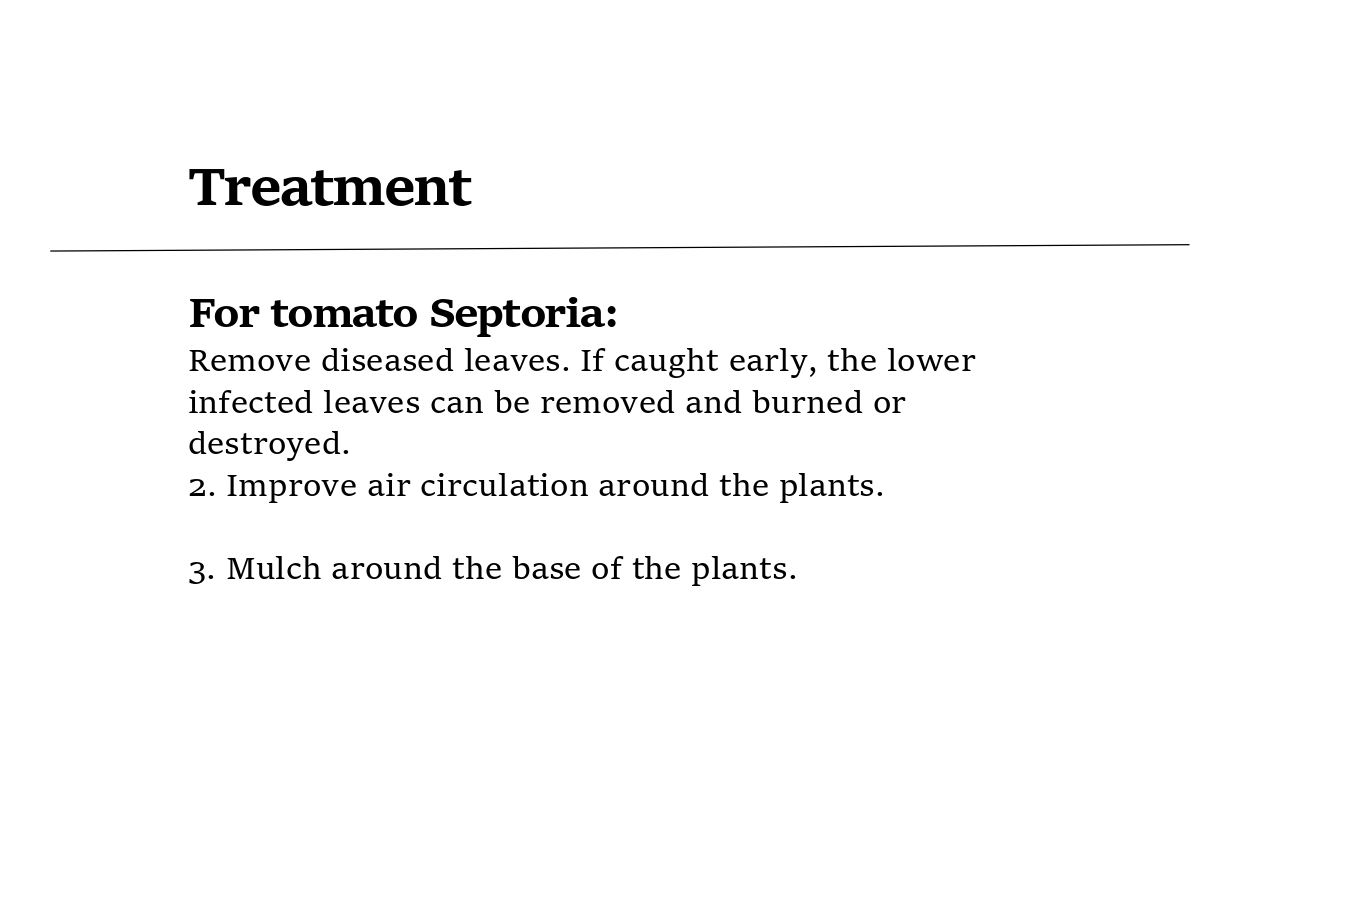 Treatment
For tomato Septoria:
Remove diseased leaves. If caught early, the lower
infected leaves can be removed and burned or
destroyed.
2. Improve air circulation around the plants.
3. Mulch around the base of the plants.